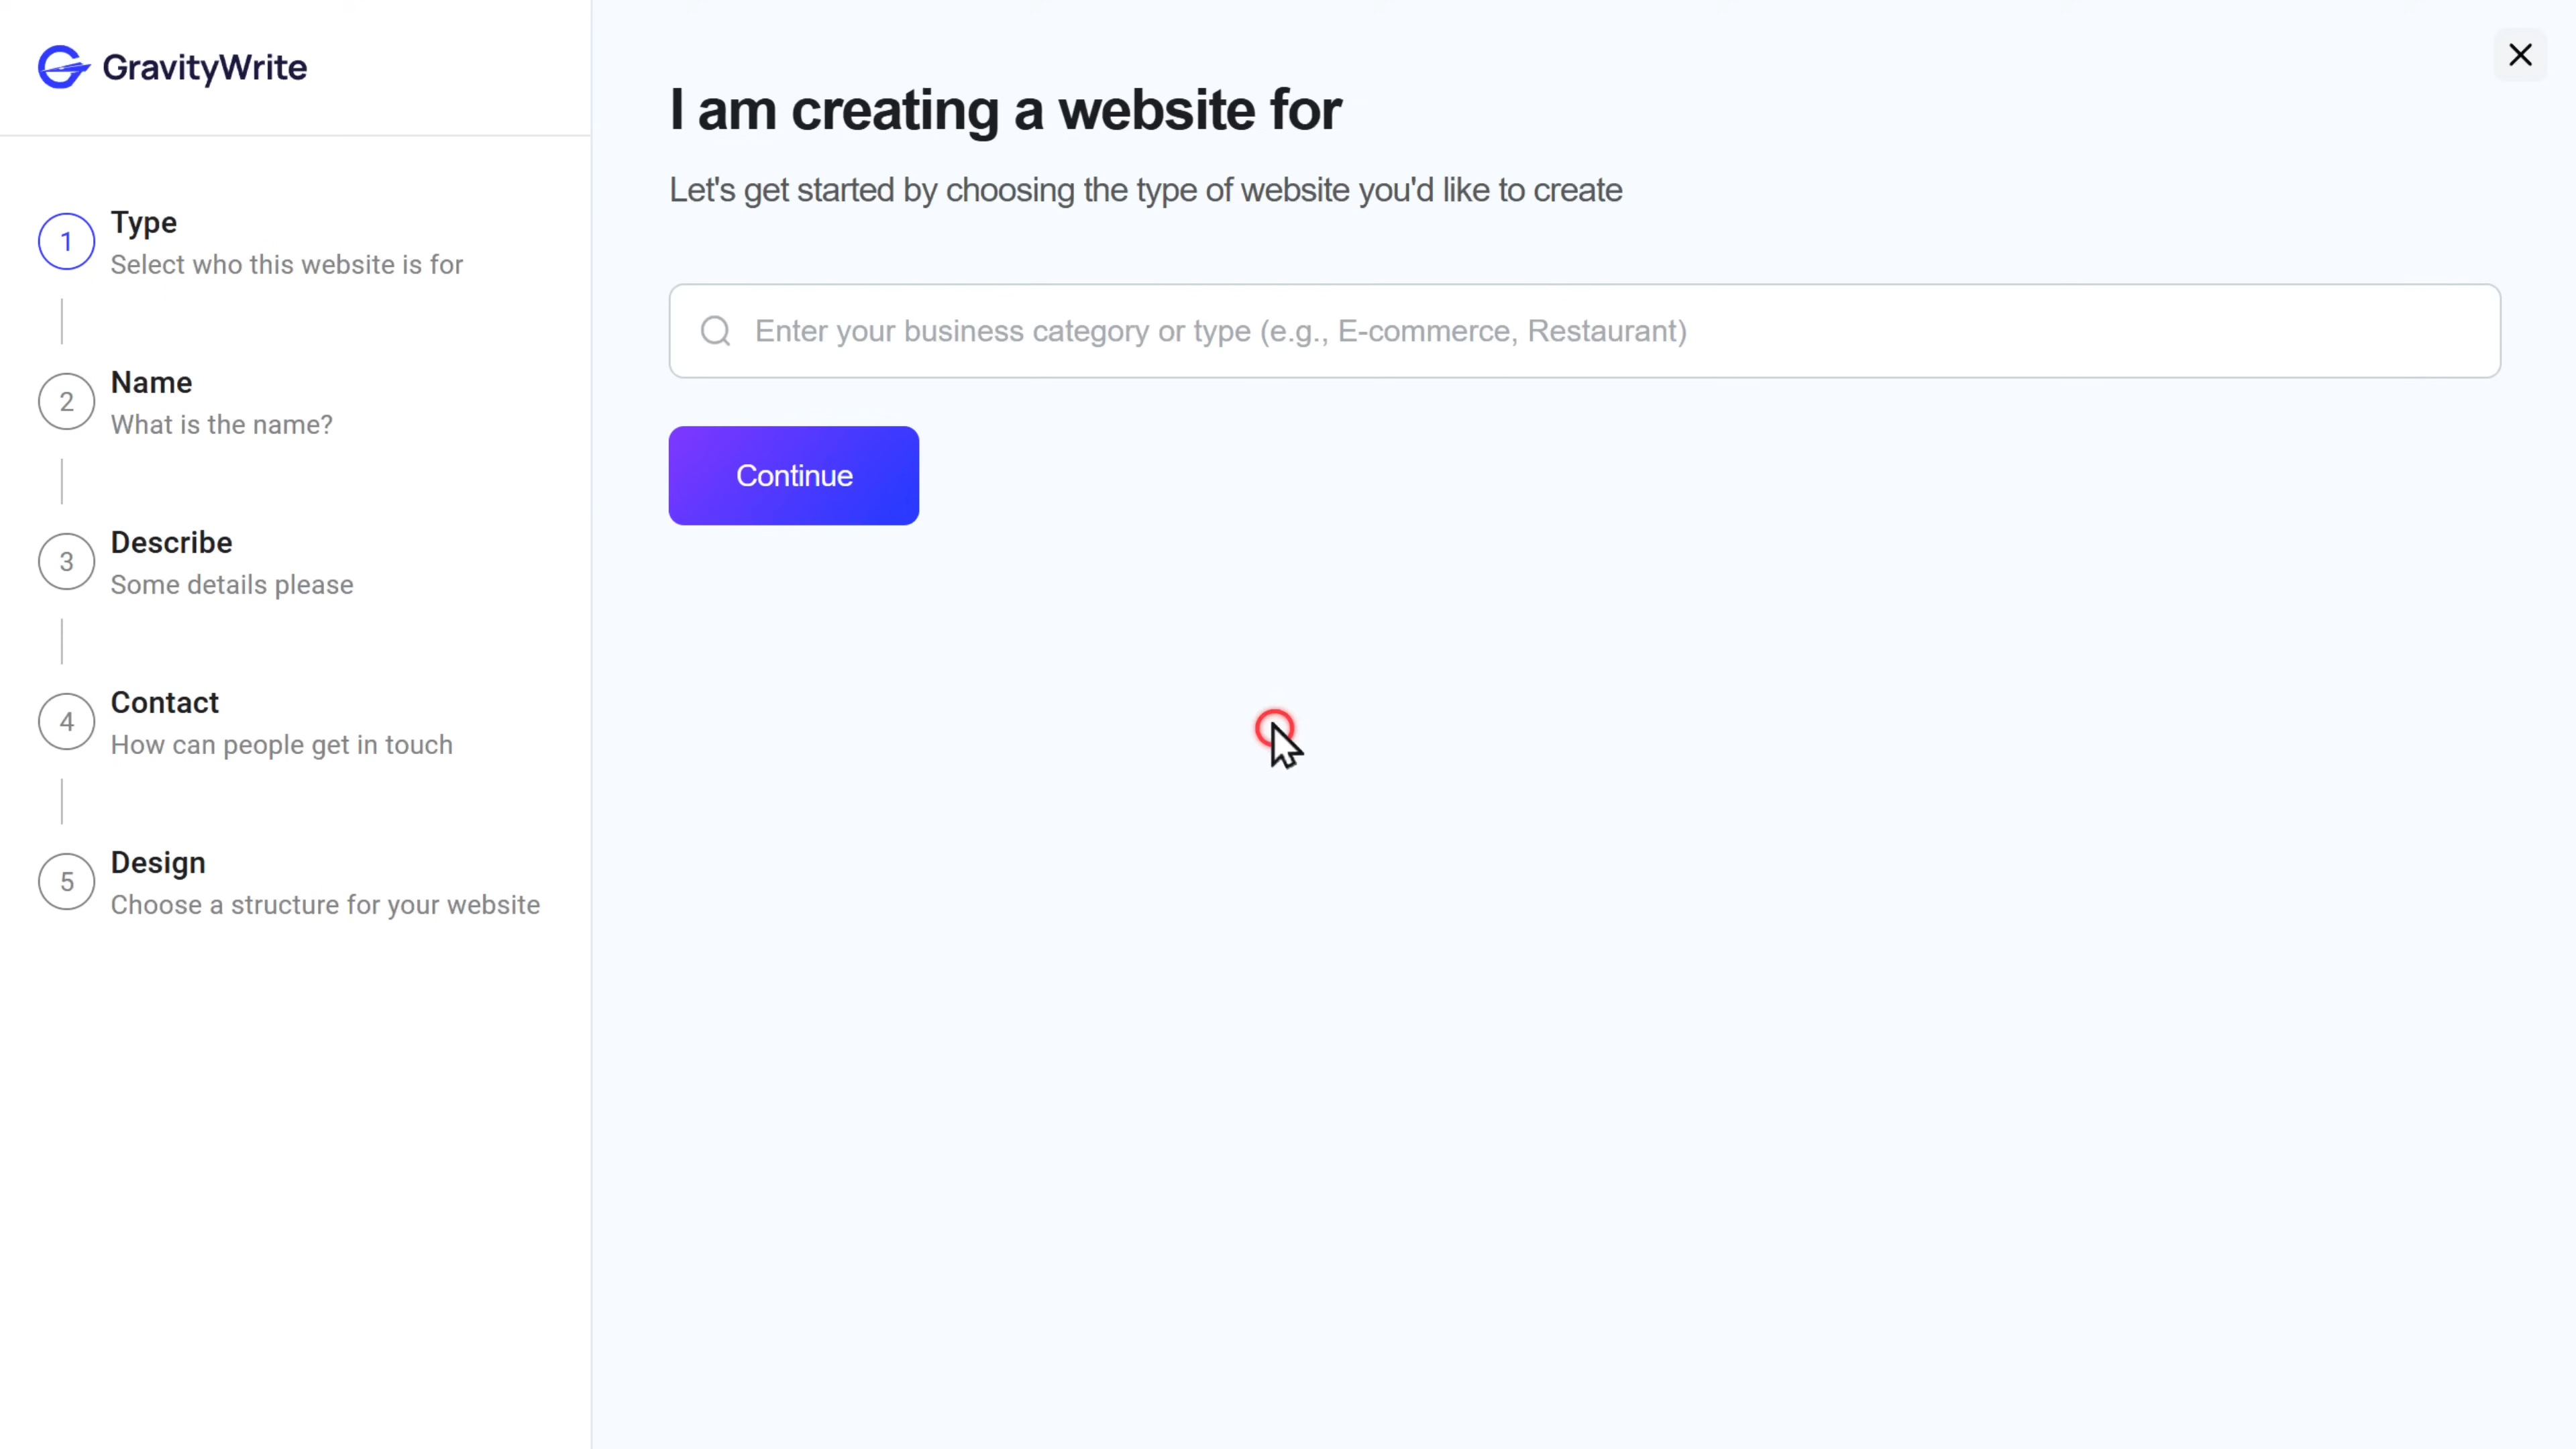 GravityWrite
1
Type
Select who this website is for
2
Name
What is the name?
3
Describe
Some details please
4
Contact
How can people get in touch
5
Design
Choose a structure for your website
I am creating a website for
Let's get started by choosing the type of website you'd like to create
Enter your business category or type (e.g., E-commerce, Restaurant)
Continue